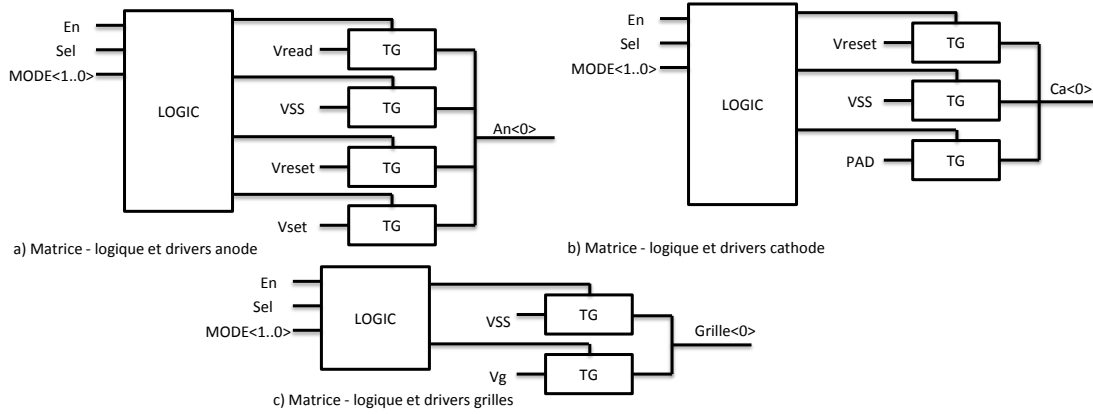 En
Sel
MODE<1..0>
LOGIC
Vread
TG
VSS
TG
Vreset
TG
Vset
TG
An<0>
a) Matrice - logique et drivers anode
En
Sel
MODE<1..0>
LOGIC
Vreset
TG
VSS
TG
PAD
TG
Ca<0>
b) Matrice - logique et drivers cathode
En
Sel
MODE<1..0>
LOGIC
VSS
TG
Vg
TG
Grille<0>
c) Matrice - logique et drivers grilles